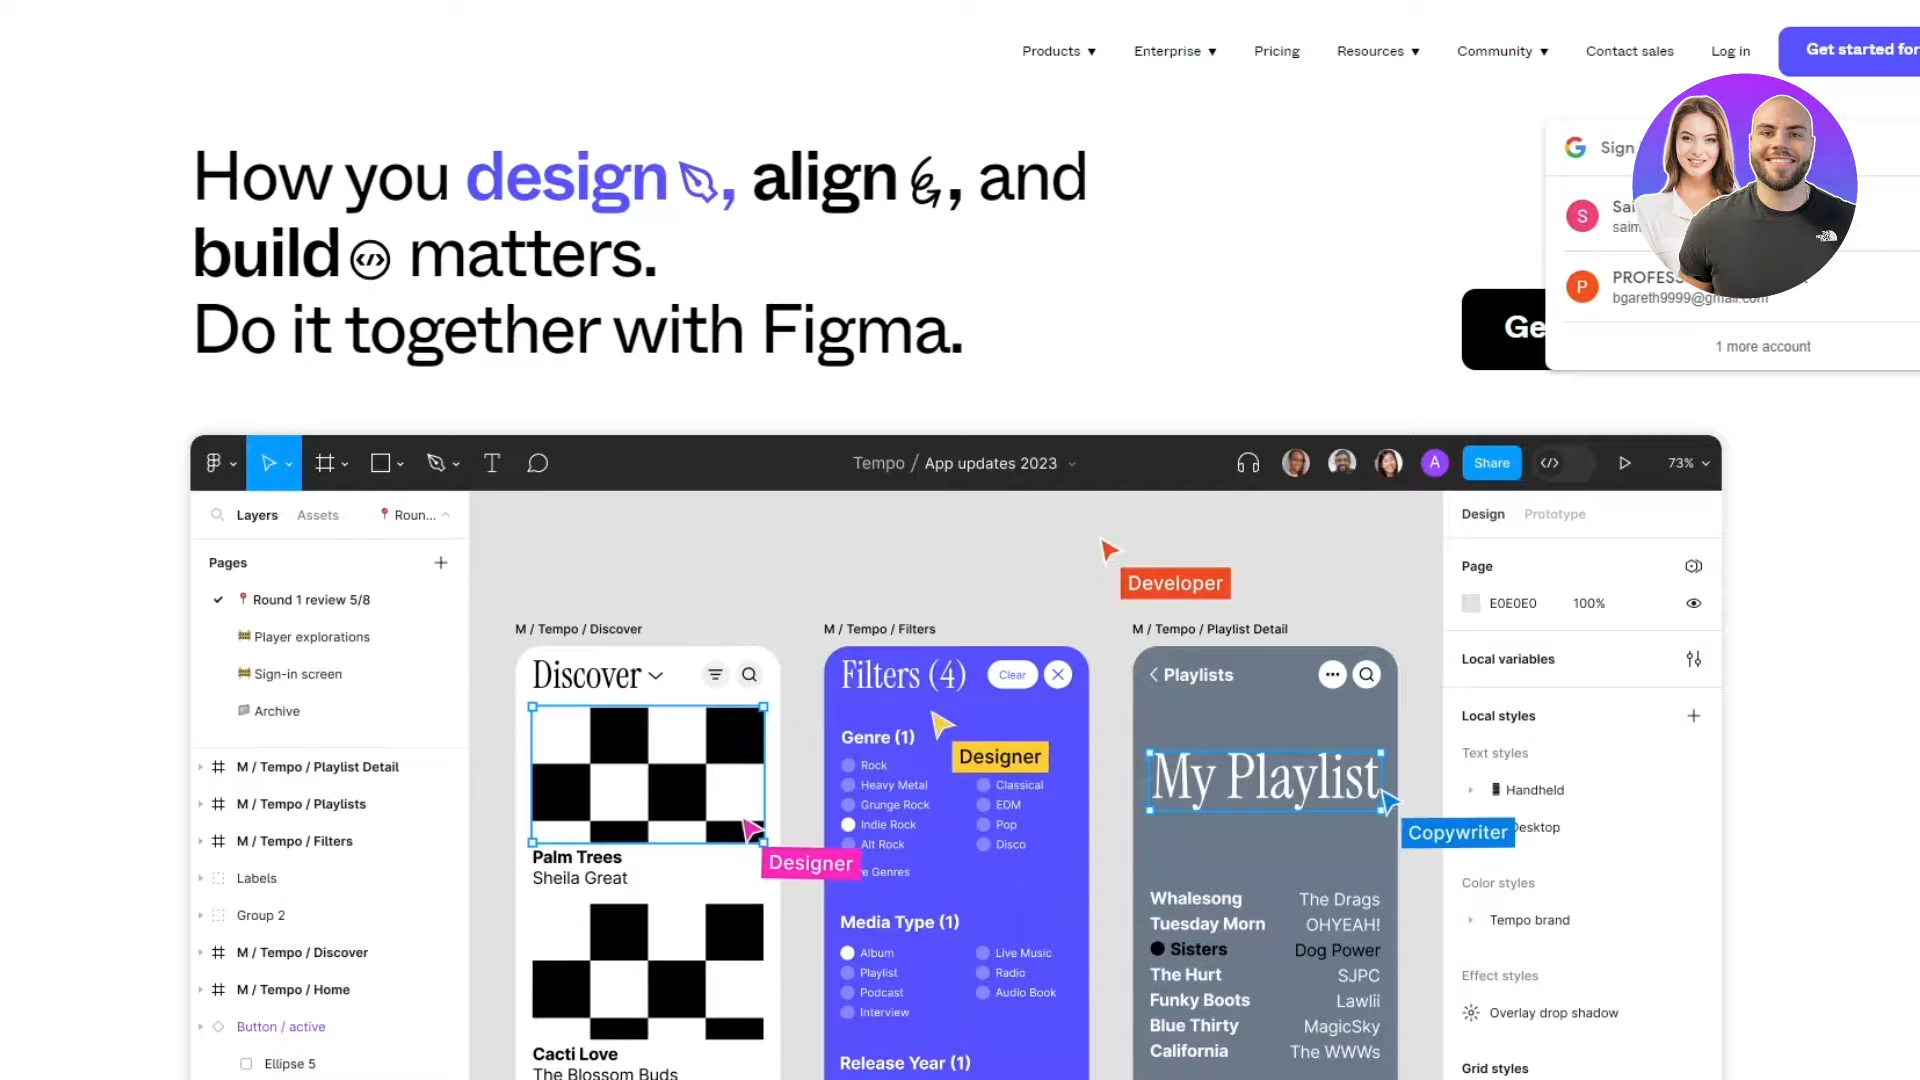 Products ▼ Enterprise ▼ Pricing Resources ▼ Community ▼ Contact sales Log in Get started for
How you design, align, and
build matters.
Do it together with Figma.
G Sign
S
saim
P PROFESS
bgareth9999@gmail.com
1 more account
Ge
Tempo / App updates 2023
A Share 73%
Layers Assets Roun...
Pages
Round 1 review 5/8
Player explorations
Sign-in screen
Archive
M / Tempo / Playlist Detail
M / Tempo / Playlists
M / Tempo / Filters
Labels
Group 2
M / Tempo / Discover
M / Tempo / Home
Button / active
Ellipse 5
M / Tempo / Discover
Discover
Palm Trees
Sheila Great
Designer
Cacti Love
The Blossom Buds
M / Tempo / Filters
Filters (4) Clear
Genre (1)
Designer
Rock
Heavy Metal Classical
Grunge Rock EDM
Indie Rock Pop
Alt Rock Disco
e Genres
Media Type (1)
Album Live Music
Playlist Radio
Podcast Audio Book
Interview
Release Year (1)
Developer
M / Tempo / Playlist Detail
Playlists
My Playlist
Copywriter
Whalesong The Drags
Tuesday Morn OHYEAH!
Sisters Dog Power
The Hurt SJPC
Funky Boots Lawlii
Blue Thirty MagicSky
California The WWWs
Design Prototype
Page
E0E0E0 100%
Local variables
Local styles
Text styles
Handheld
Desktop
Color styles
Tempo brand
Effect styles
Overlay drop shadow
Grid styles
THE NORTH FACE